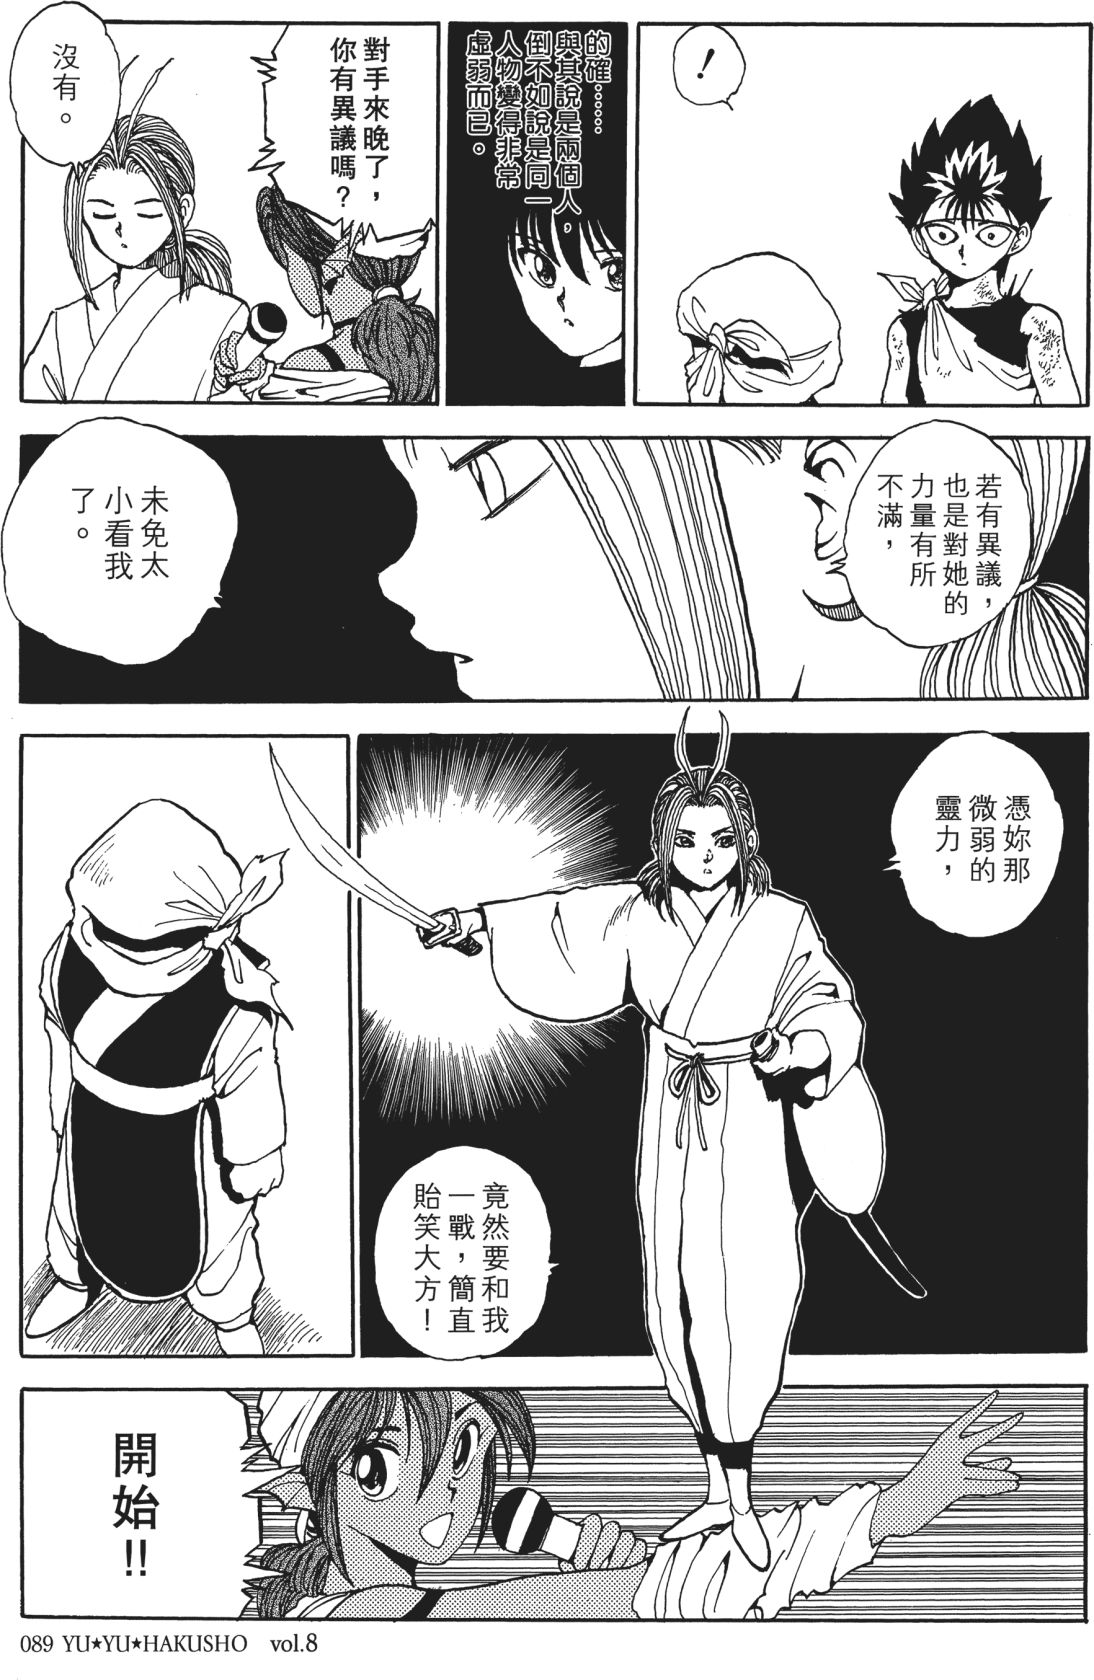 ！
的確……
與其說是兩個人，
倒不如說是同一
人物變得非常
虛弱而已。
對手來晚了，
你有異議嗎？
沒有。
若有異議，
也是對她的
力量有所
不滿，
未免太
小看我
了。
憑妳那
微弱的
靈力，
竟然要和我
一戰，簡直
貽笑大方！
開始！！
089 YU★YU★HAKUSHO vol.8